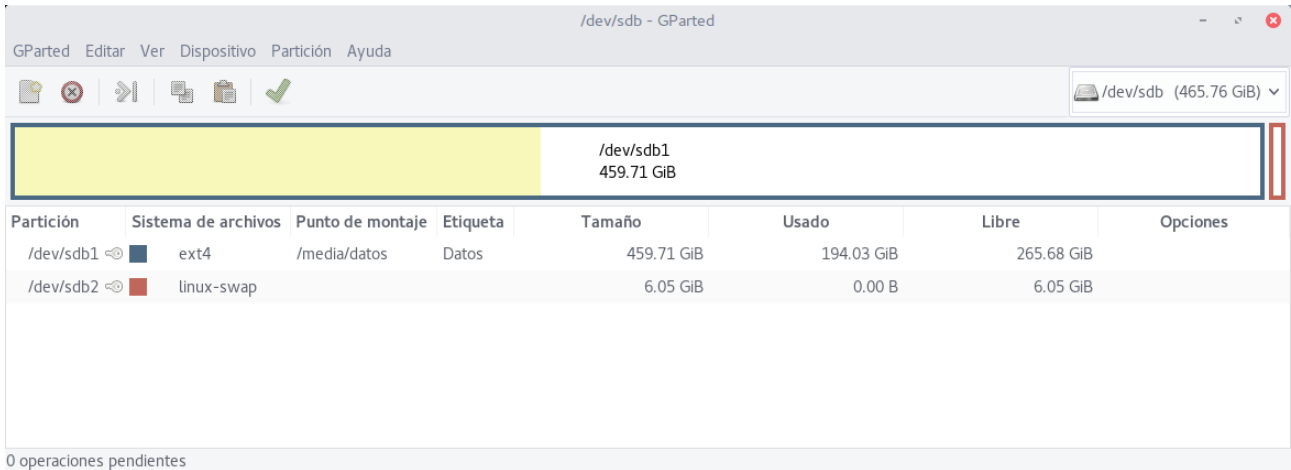 /dev/sdb - GParted
GParted Editar Ver Dispositivo Partición Ayuda
/dev/sdb (465.76 GiB)
/dev/sdb1
459.71 GiB
Partición Sistema de archivos Punto de montaje Etiqueta Tamaño Usado Libre Opciones
/dev/sdb1 ext4 /media/datos Datos 459.71 GiB 194.03 GiB 265.68 GiB
/dev/sdb2 linux-swap 6.05 GiB 0.00 B 6.05 GiB
0 operaciones pendientes